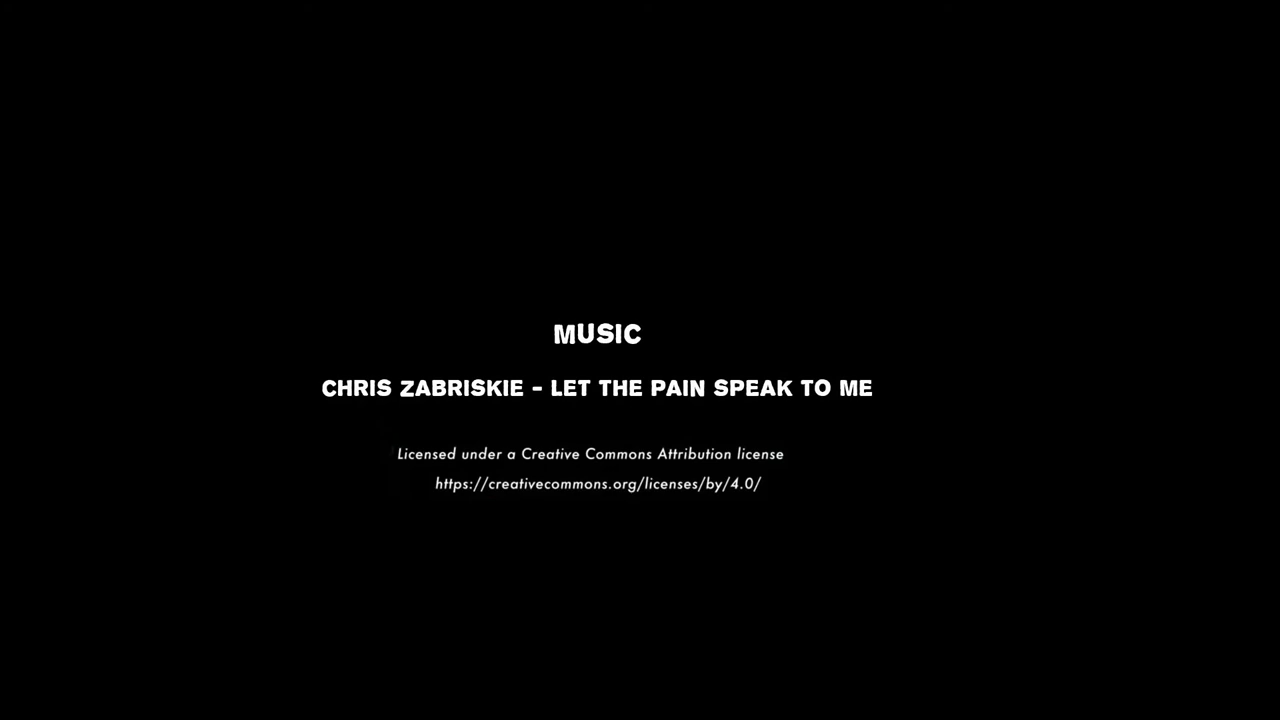 MUSIC
CHRIS ZABRISKIE - LET THE PAIN SPEAK TO ME
Licensed under a Creative Commons Attribution license
https://creativecommons.org/licenses/by/4.0/